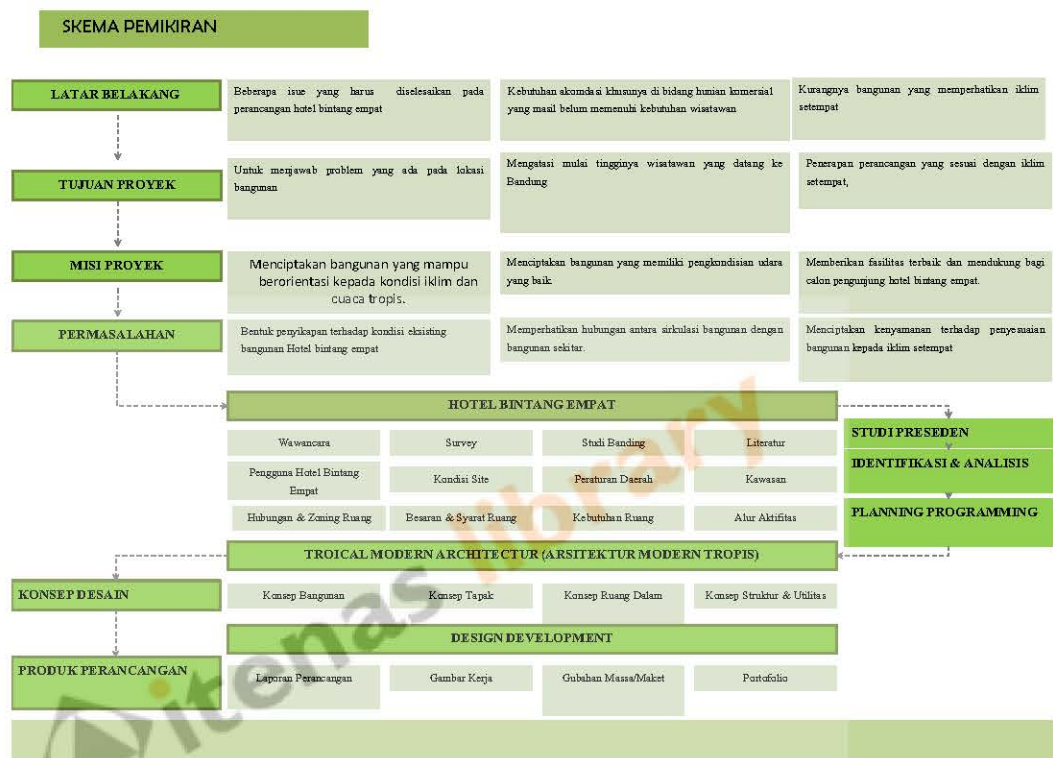 SKEMA PEMIKIRAN
LATAR BELAKANG
Beberapa isue yang harus diselesaikan pada
perancangan hotel bintang empat
Kebutuhan akomdasi khusunya di bidang hunian komersial
yang masil belum memenuhi kebutuhan wisatawan
Kurangnya bangunan yang memperhatikan iklim
setempat
TUJUAN PROYEK
Untuk menjawab problem yang ada pada lokasi
bangunan
Mengatasi mulai tingginya wisatawan yang datang ke
Bandung
Penerapan perancangan yang sesuai dengan iklim
setempat,
MISI PROYEK
Menciptakan bangunan yang mampu
berorientasi kepada kondisi iklim dan
cuaca tropis.
Menciptakan bangunan yang memiliki pengkondisian udara
yang baik.
Memberikan fasilitas terbaik dan mendukung bagi
calon pengunjung hotel bintang empat.
PERMASALAHAN
Bentuk penyikapan terhadap kondisi eksisting
bangunan Hotel bintang empat
Memperhatikan hubungan antara sirkulasi bangunan dengan
bangunan sekitar.
Menciptakan kenyamanan terhadap penyesuaian
bangunan kepada iklim setempat
HOTEL BINTANG EMPAT
Wawancara
Survey
Studi Banding
Literatur
STUDI PRESEDEN
Pengguna Hotel Bintang
Empat
Kondisi Site
Peraturan Daerah
Kawasan
IDENTIFIKASI & ANALISIS
Hubungan & Zoning Ruang
Besaran & Syarat Ruang
Kebutuhan Ruang
Alur Aktifitas
PLANNING PROGRAMMING
TROICAL MODERN ARCHITECTUR (ARSITEKTUR MODERN TROPIS)
KONSEP DESAIN
Konsep Bangunan
Konsep Tapak
Konsep Ruang Dalam
Konsep Struktur & Utilitas
DESIGN DEVELOPMENT
PRODUK PERANCANGAN
Laporan Perancangan
Gambar Kerja
Gubahan Massa/Maket
Portofolio
itenas library